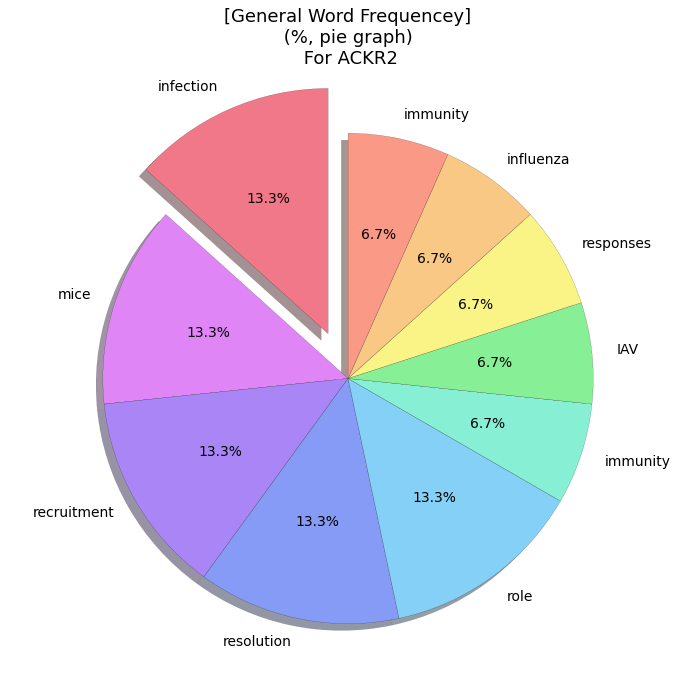 [General Word Frequencey]
(%, pie graph)
For ACKR2
infection
immunity
influenza
responses
IAV
immunity
role
resolution
recruitment
mice
13.3%
6.7%
6.7%
6.7%
6.7%
6.7%
13.3%
13.3%
13.3%
13.3%